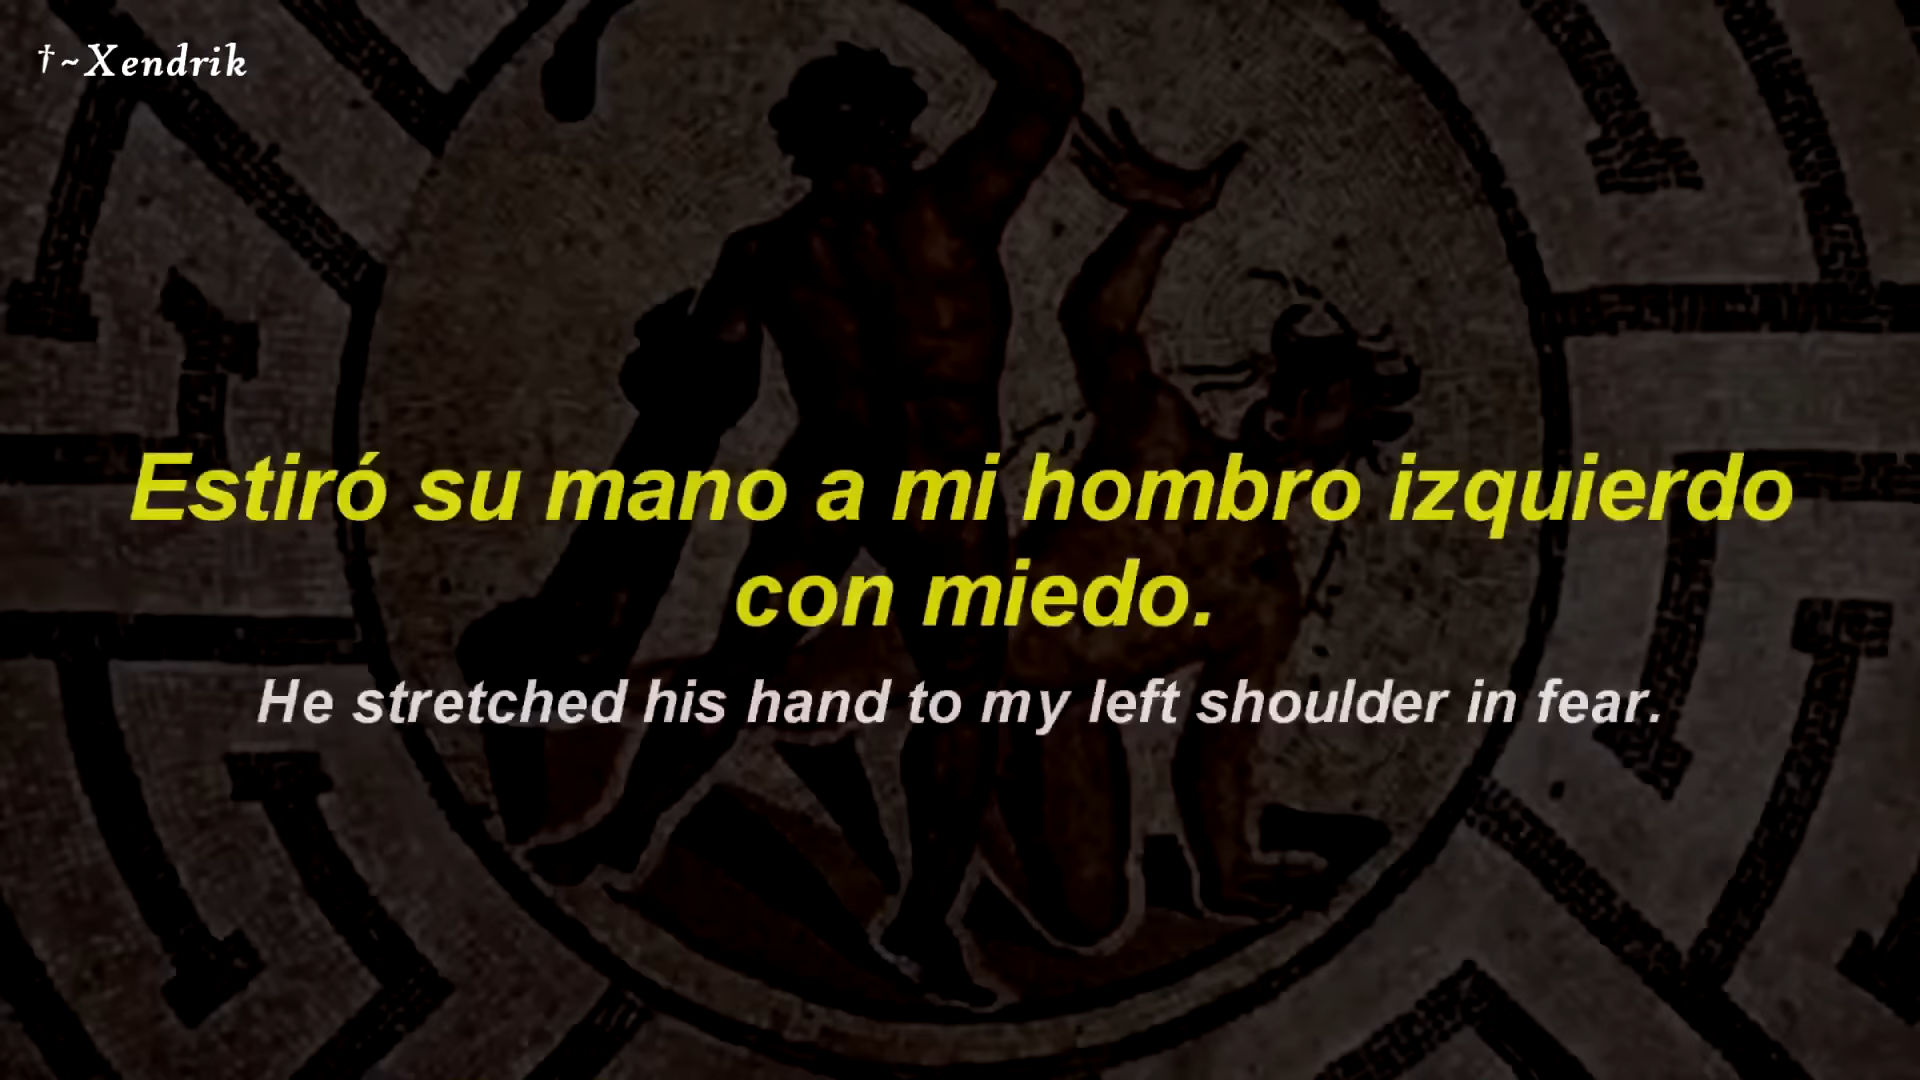 †~Xendrik
Estiró su mano a mi hombro izquierdo
con miedo.
He stretched his hand to my left shoulder in fear.